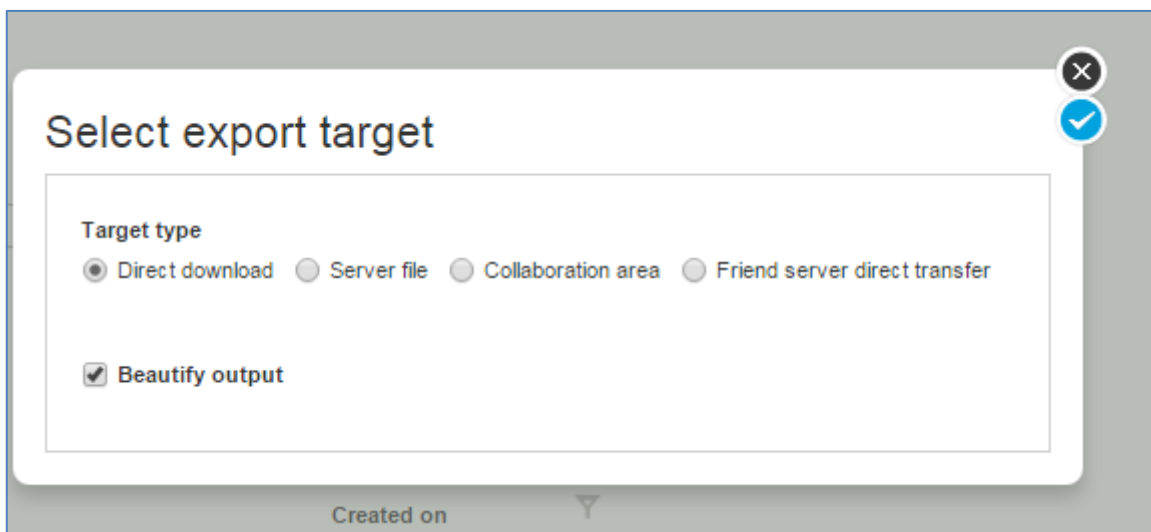 Select export target
Target type
Direct download Server file Collaboration area Friend server direct transfer
Beautify output
Created on